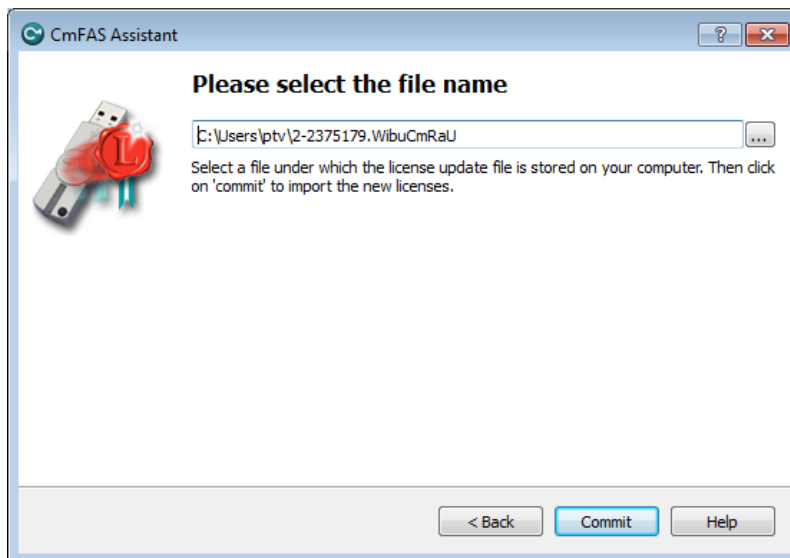 CmFAS Assistant
Please select the file name
C:\Users\ptv\2-2375179.WibuCmRaU
...
Select a file under which the license update file is stored on your computer. Then click
on 'commit' to import the new licenses.
L
< Back
Commit
Help